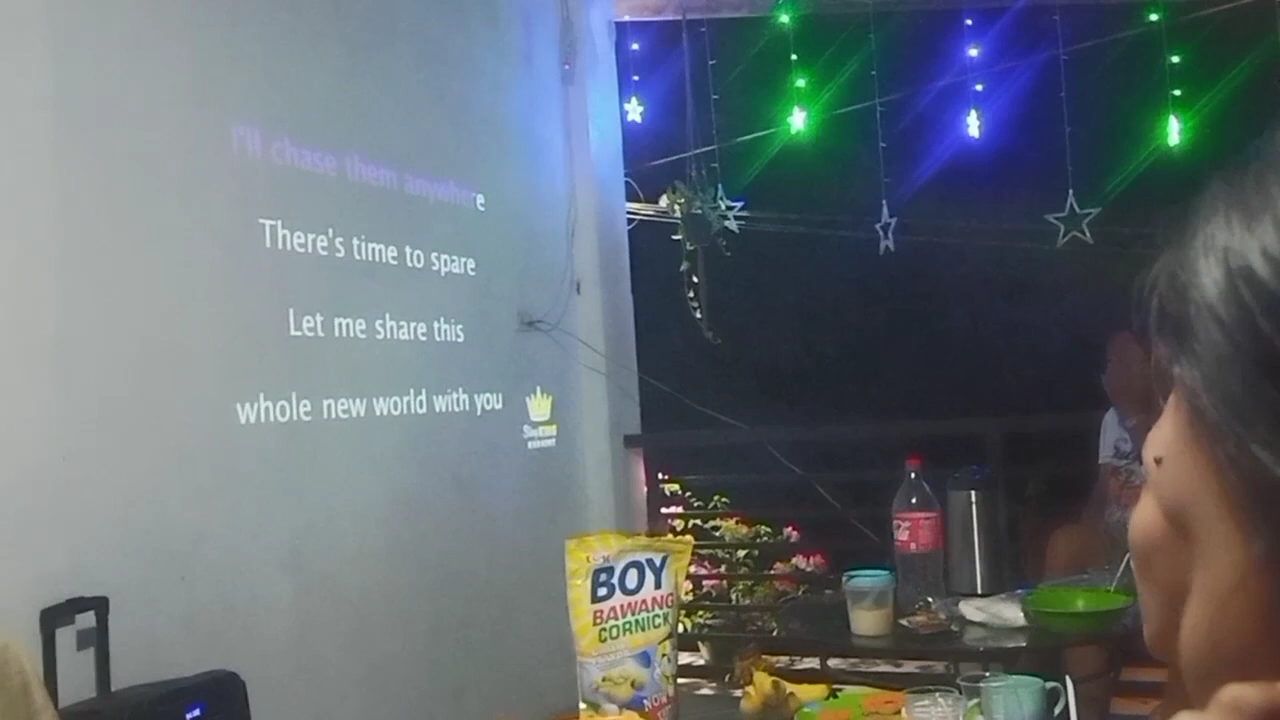 I'll chase them anywhere
There's time to spare
Let me share this
whole new world with you
BOY
BAWANG
CORNICK